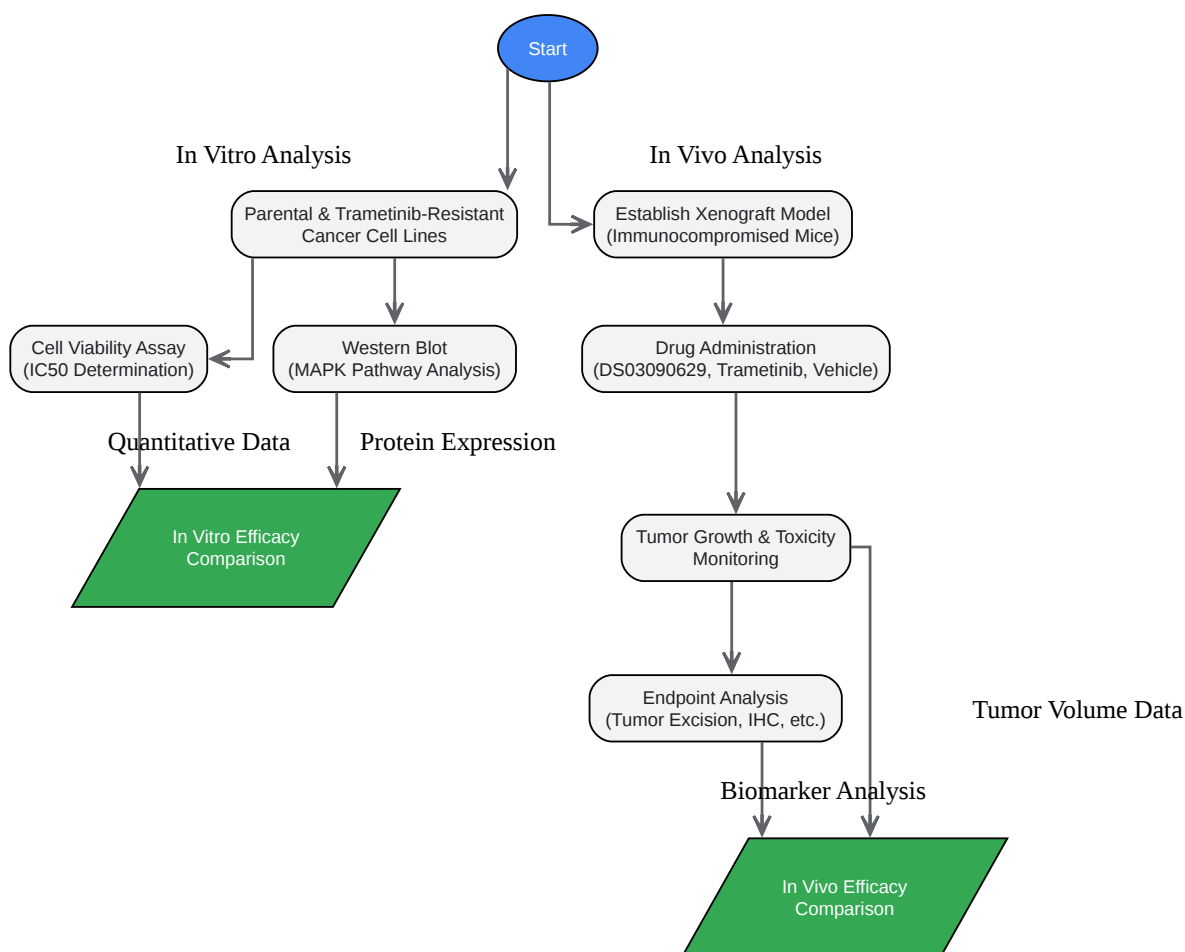 Start
In Vitro Analysis
In Vivo Analysis
Parental & Trametinib-Resistant
Cancer Cell Lines
Establish Xenograft Model
(Immunocompromised Mice)
Cell Viability Assay
(IC50 Determination)
Western Blot
(MAPK Pathway Analysis)
Drug Administration
(DS03090629, Trametinib, Vehicle)
Quantitative Data
Protein Expression
In Vitro Efficacy
Comparison
Tumor Growth & Toxicity
Monitoring
Endpoint Analysis
(Tumor Excision, IHC, etc.)
Tumor Volume Data
Biomarker Analysis
In Vivo Efficacy
Comparison